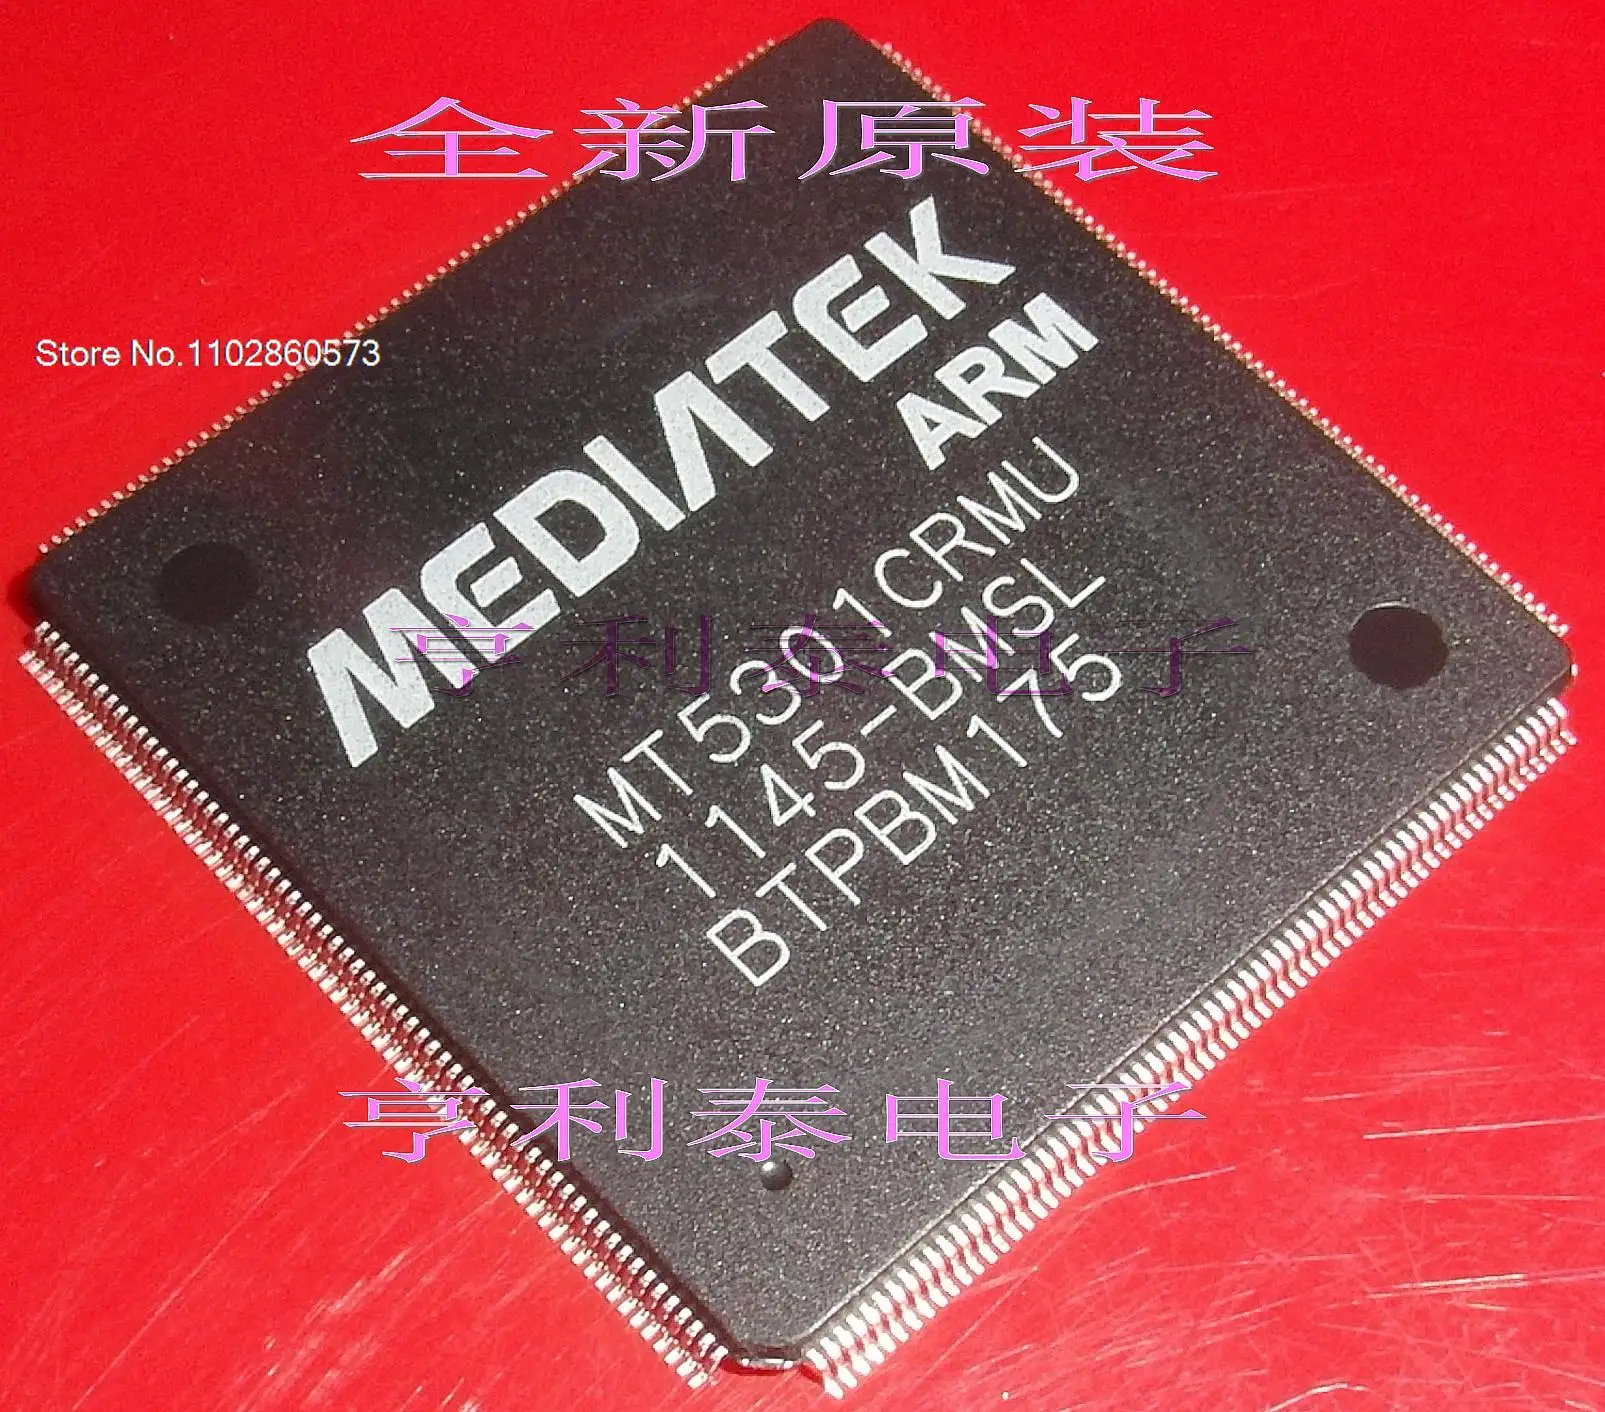 全新原装
Store No.1102860573
MEDIATEK
ARM
MT5301CRMU
1145-BMSL
BTPBM175
亨利泰电子
亨利泰电子